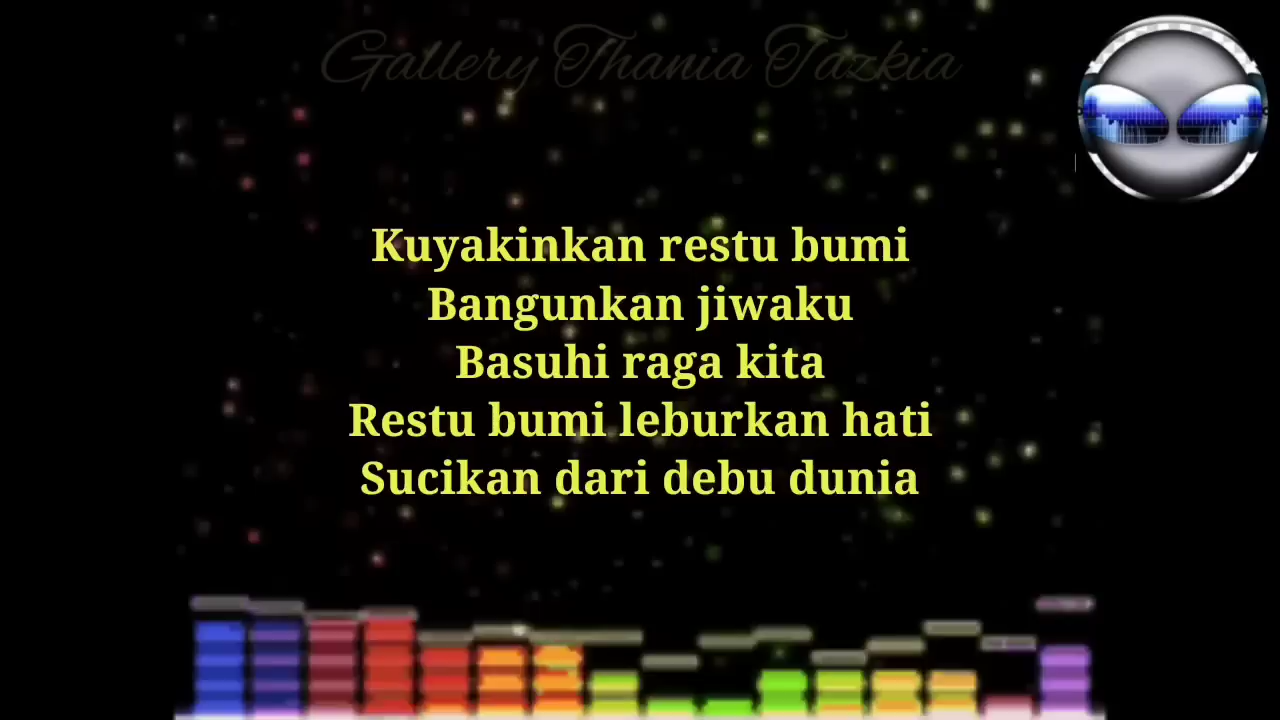 Gallery Thania Tazkia
Kuyakinkan restu bumi
Bangunkan jiwaku
Basuhi raga kita
Restu bumi leburkan hati
Sucikan dari debu dunia